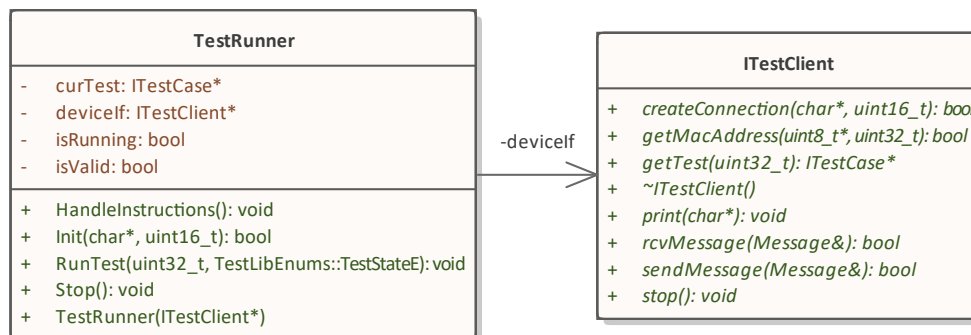 TestRunner
- curTest: ITestCase*
- deviceIf: ITestClient*
- isRunning: bool
- isValid: bool
+ HandleInstructions(): void
+ Init(char*, uint16_t): bool
+ RunTest(uint32_t, TestLibEnums::TestStateE): void
+ Stop(): void
+ TestRunner(ITestClient*)
-deviceIf
ITestClient
+ createConnection(char*, uint16_t): bool
+ getMacAddress(uint8_t*, uint32_t): bool
+ getTest(uint32_t): ITestCase*
+ ~ITestClient()
+ print(char*): void
+ rcvMessage(Message&): bool
+ sendMessage(Message&): bool
+ stop(): void